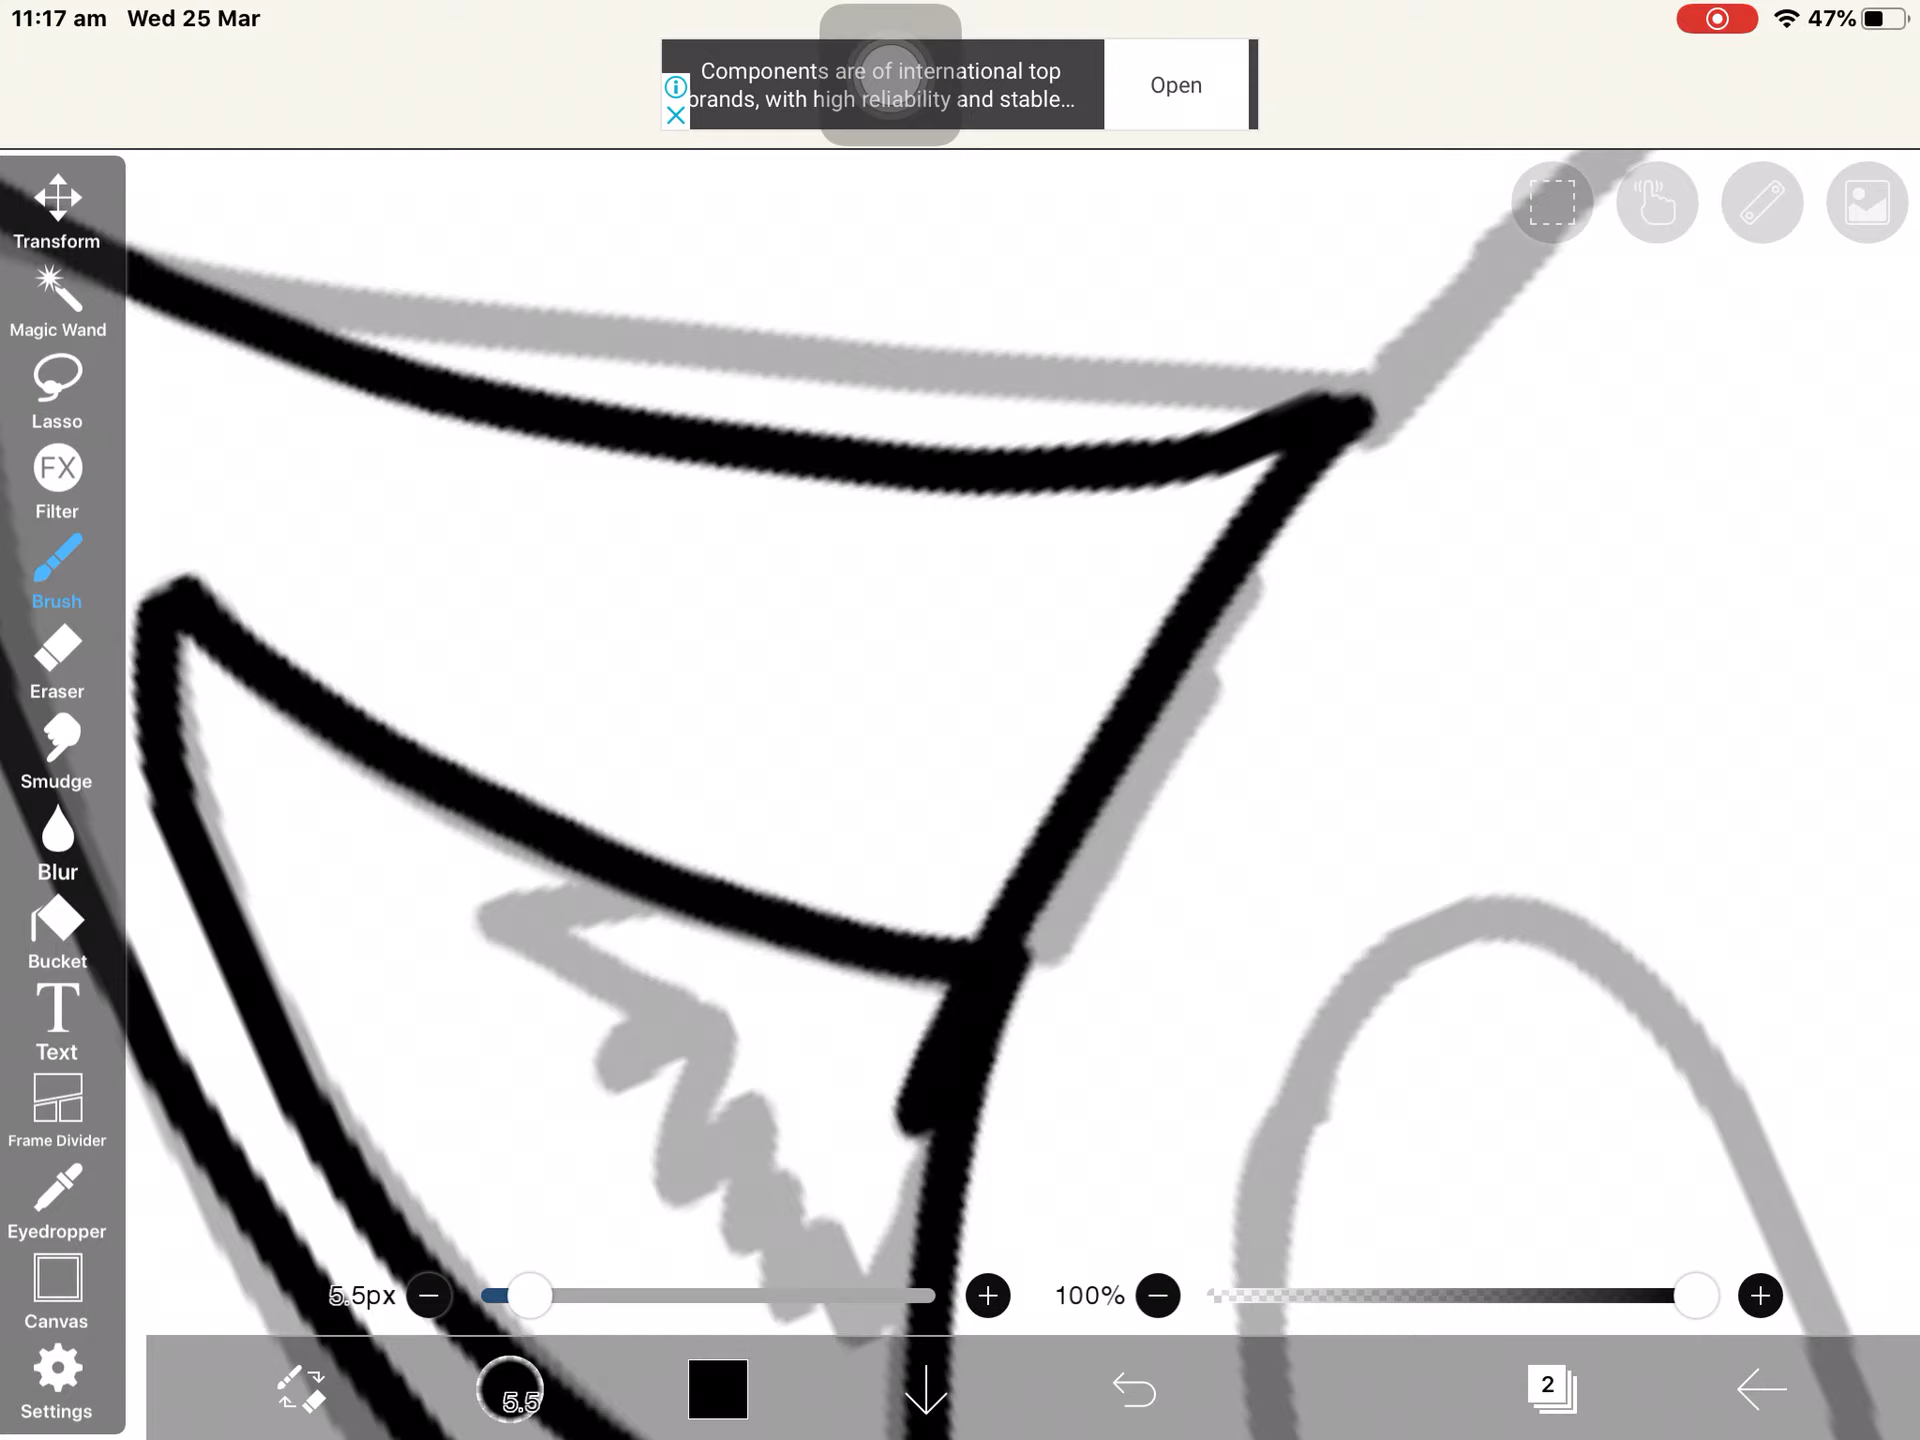 11:17 am Wed 25 Mar
47%
Components are of international top
brands, with high reliability and stable...
Open
Transform
Magic Wand
Lasso
FX
Filter
Brush
Eraser
Smudge
Blur
Bucket
T
Text
Frame Divider
Eyedropper
Canvas
Settings
5.5px
100%
5.5
2